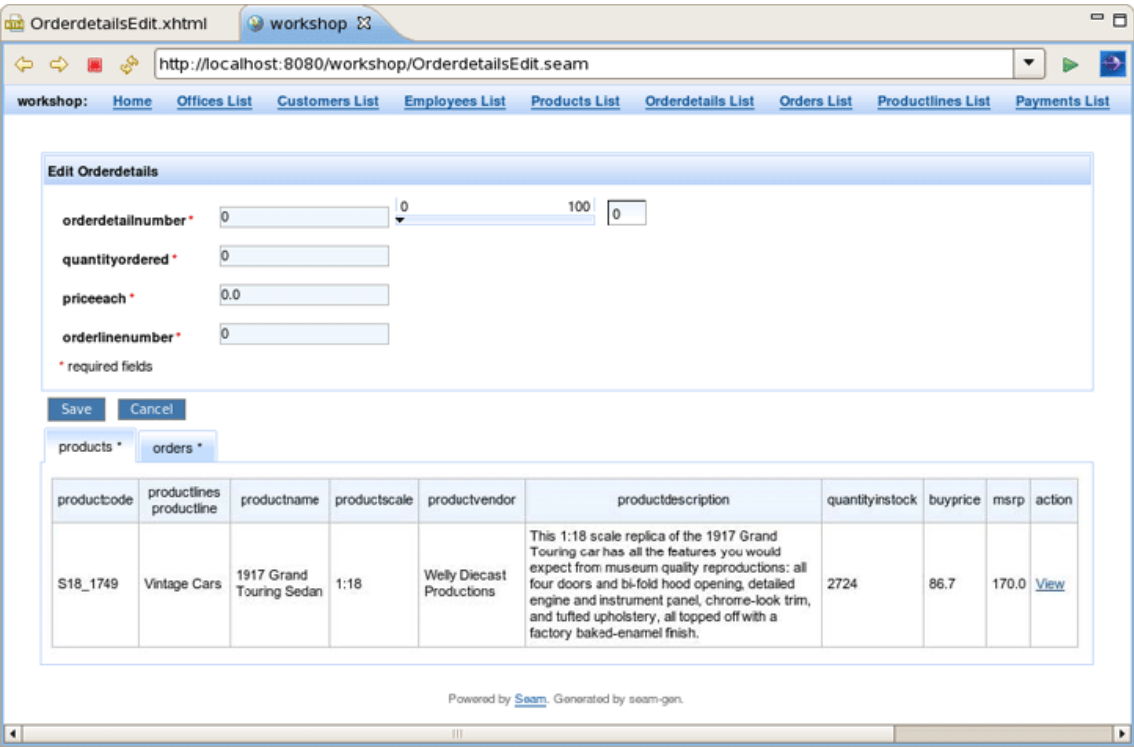 OrderdetailsEdit.xhtml workshop
http://localhost:8080/workshop/OrderdetailsEdit.seam
workshop: Home Offices List Customers List Employees List Products List Orderdetails List Orders List Productlines List Payments List
Edit Orderdetails
orderdetailnumber* 0 0 100 0
quantityordered* 0
priceeach* 0.0
orderlinenumber* 0
* required fields
Save Cancel
products * orders *
productcode productlines productline productname productscale productvendor productdescription quantityinstock buyprice msrp action
S18_1749 Vintage Cars 1917 Grand Touring Sedan 1:18 Welly Diecast Productions
This 1:18 scale replica of the 1917 Grand
Touring car has all the features you would
expect from museum quality reproductions: all
four doors and bi-fold hood opening, detailed
engine and instrument panel, chrome-look trim,
and tufted upholstery, all topped off with a
factory baked-enamel finish.
2724 86.7 170.0 View
Powered by Seam. Generated by seam-gen.